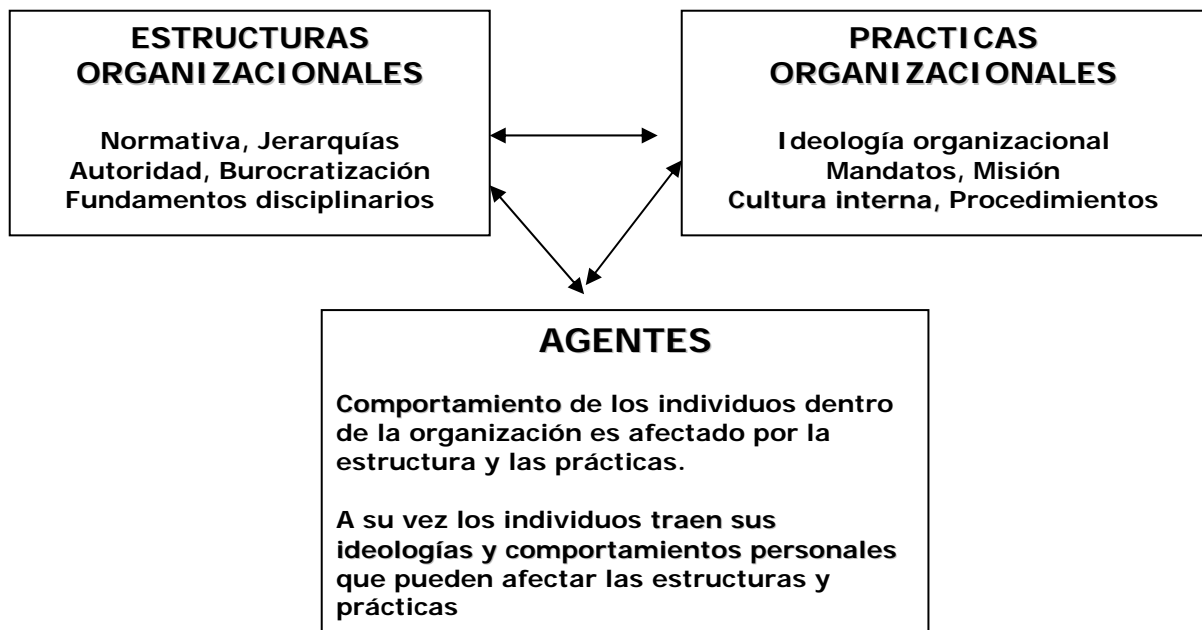 ESTRUCTURAS
ORGANIZACIONALES
Normativa, Jerarquías
Autoridad, Burocratización
Fundamentos disciplinarios
PRACTICAS
ORGANIZACIONALES
Ideología organizacional
Mandatos, Misión
Cultura interna, Procedimientos
AGENTES
Comportamiento de los individuos dentro
de la organización es afectado por la
estructura y las prácticas.
A su vez los individuos traen sus
ideologías y comportamientos personales
que pueden afectar las estructuras y
prácticas